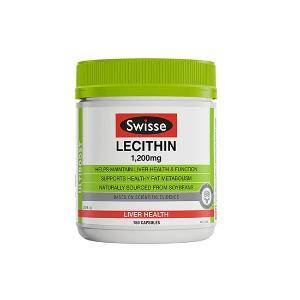 Swisse
LECITHIN
1,200mg
HELPS MAINTAIN LIVER HEALTH & FUNCTION
SUPPORTS HEALTHY FAT METABOLISM
NATURALLY SOURCED FROM SOYBEANS
BASED ON SCIENTIFIC EVIDENCE
LIVER HEALTH
150 CAPSULES